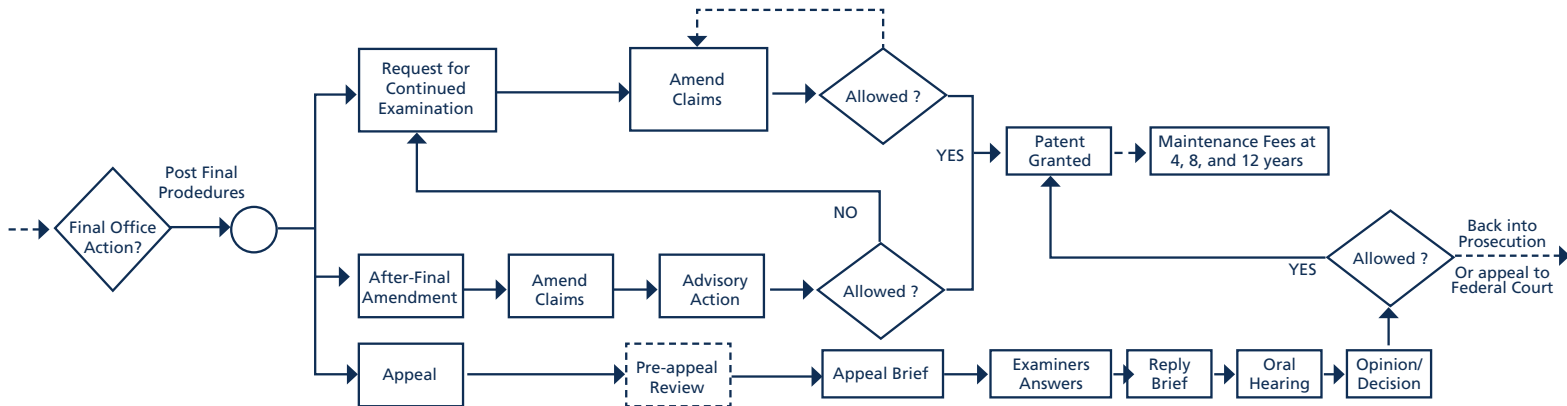 Request for
Continued
Examination
Amend
Claims
Allowed ?
YES
Patent
Granted
Maintenance Fees at
4, 8, and 12 years
Post Final
Prodedures
Final Office
Action?
NO
After-Final
Amendment
Amend
Claims
Advisory
Action
Allowed ?
YES
Allowed ?
Back into
Prosecution
Or appeal to
Federal Court
Appeal
Pre-appeal
Review
Appeal Brief
Examiners
Answers
Reply
Brief
Oral
Hearing
Opinion/
Decision